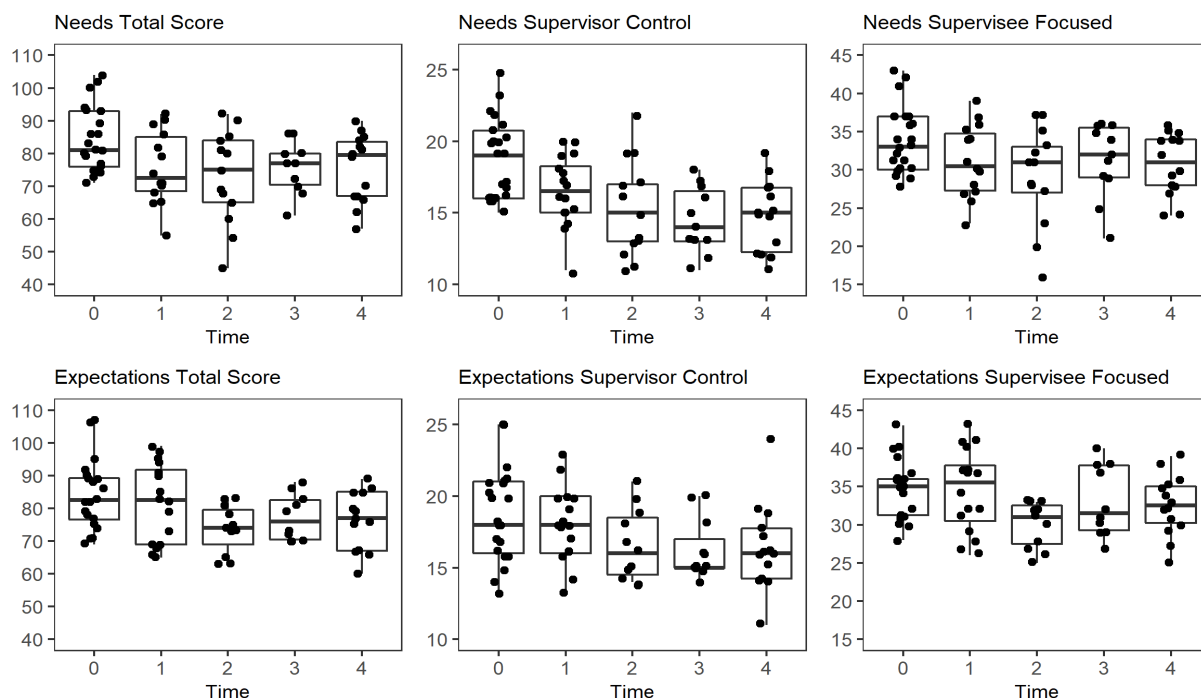 Needs Total Score
Needs Supervisor Control
Needs Supervisee Focused
110
100
90
80
70
60
50
40
25
20
15
10
45
40
35
30
25
20
15
0 1 2 3 4
0 1 2 3 4
0 1 2 3 4
Time
Time
Time
Expectations Total Score
Expectations Supervisor Control
Expectations Supervisee Focused
110
100
90
80
70
60
50
40
25
20
15
10
45
40
35
30
25
20
15
0 1 2 3 4
0 1 2 3 4
0 1 2 3 4
Time
Time
Time